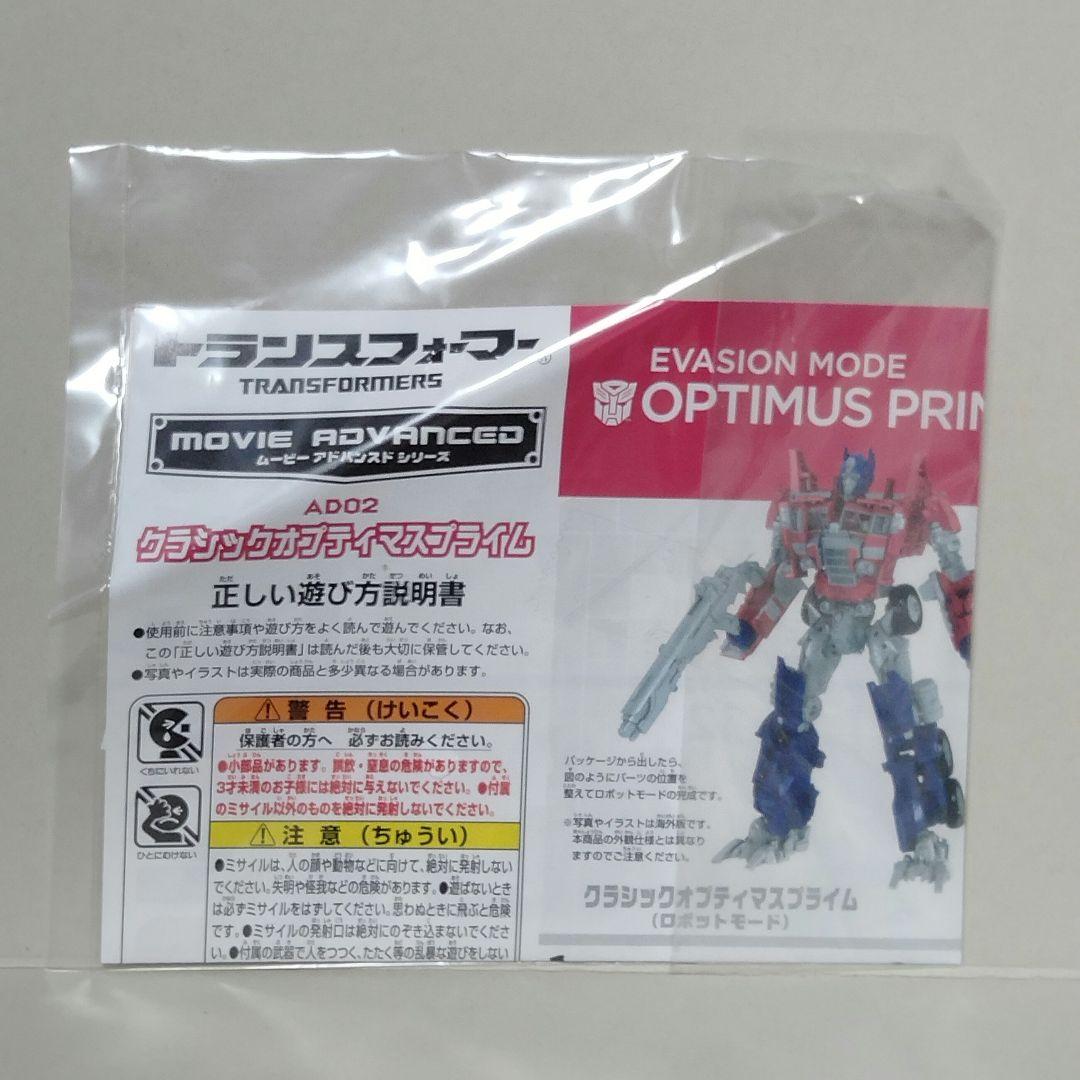 トランスフォーマー®
TRANSFORMERS
MOVIE ADVANCED
ムービー アドバンスド シリーズ
AD02
クラシックオプティマスプライム
正しい遊び方説明書
●使用前に注意事項や遊び方をよく読んで遊んでください。なお、
この「正しい遊び方説明書」は読んだ後も大切に保管してください。
●写真やイラストは実際の商品と多少異なる場合があります。
くちにいれない
ひとにむけない
⚠警告（けいこく）
保護者の方へ 必ずお読みください。
●小部品があります。誤飲・窒息の危険がありますので、
3才未満のお子様には絶対に与えないでください。●付属
のミサイル以外のものを絶対に発射しないでください。
⚠注意（ちゅうい）
●ミサイルは、人の顔や動物などに向けて、絶対に発射しない
でください。失明や怪我などの危険があります。●遊ばないとき
は必ずミサイルをはずしてください。思わぬときに飛ぶと危険
です。●ミサイルの発射口は絶対にのぞき込まないでくださ
い。●付属の武器で人をつつく、たたく等の乱暴な遊びをしない
EVASION MODE
OPTIMUS PRIM
パッケージから出したら、
図のようにパーツの位置を
整えてロボットモードの完成です。
※写真やイラストは海外版です。
本商品の外観仕様とは異なり
ますのでご注意ください。
クラシックオプティマスプライム
（ロボットモード）